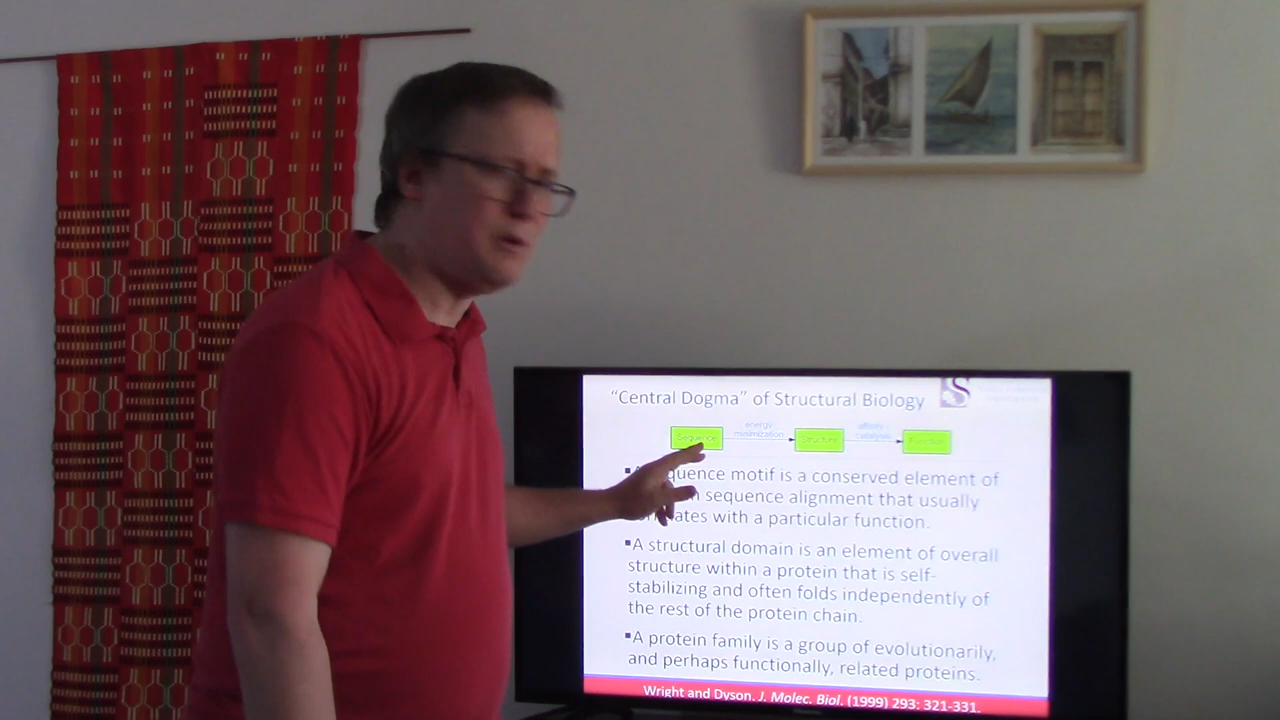 "Central Dogma" of Structural Biology
Sequence energy minimization Structure affinity catalysis Function
▪A sequence motif is a conserved element of
sequence alignment that usually
with a particular function.
▪A structural domain is an element of overall
structure within a protein that is self-
stabilizing and often folds independently of
the rest of the protein chain.
▪A protein family is a group of evolutionarily,
and perhaps functionally, related proteins.
Wright and Dyson. J. Molec. Biol. (1999) 293: 321-331.